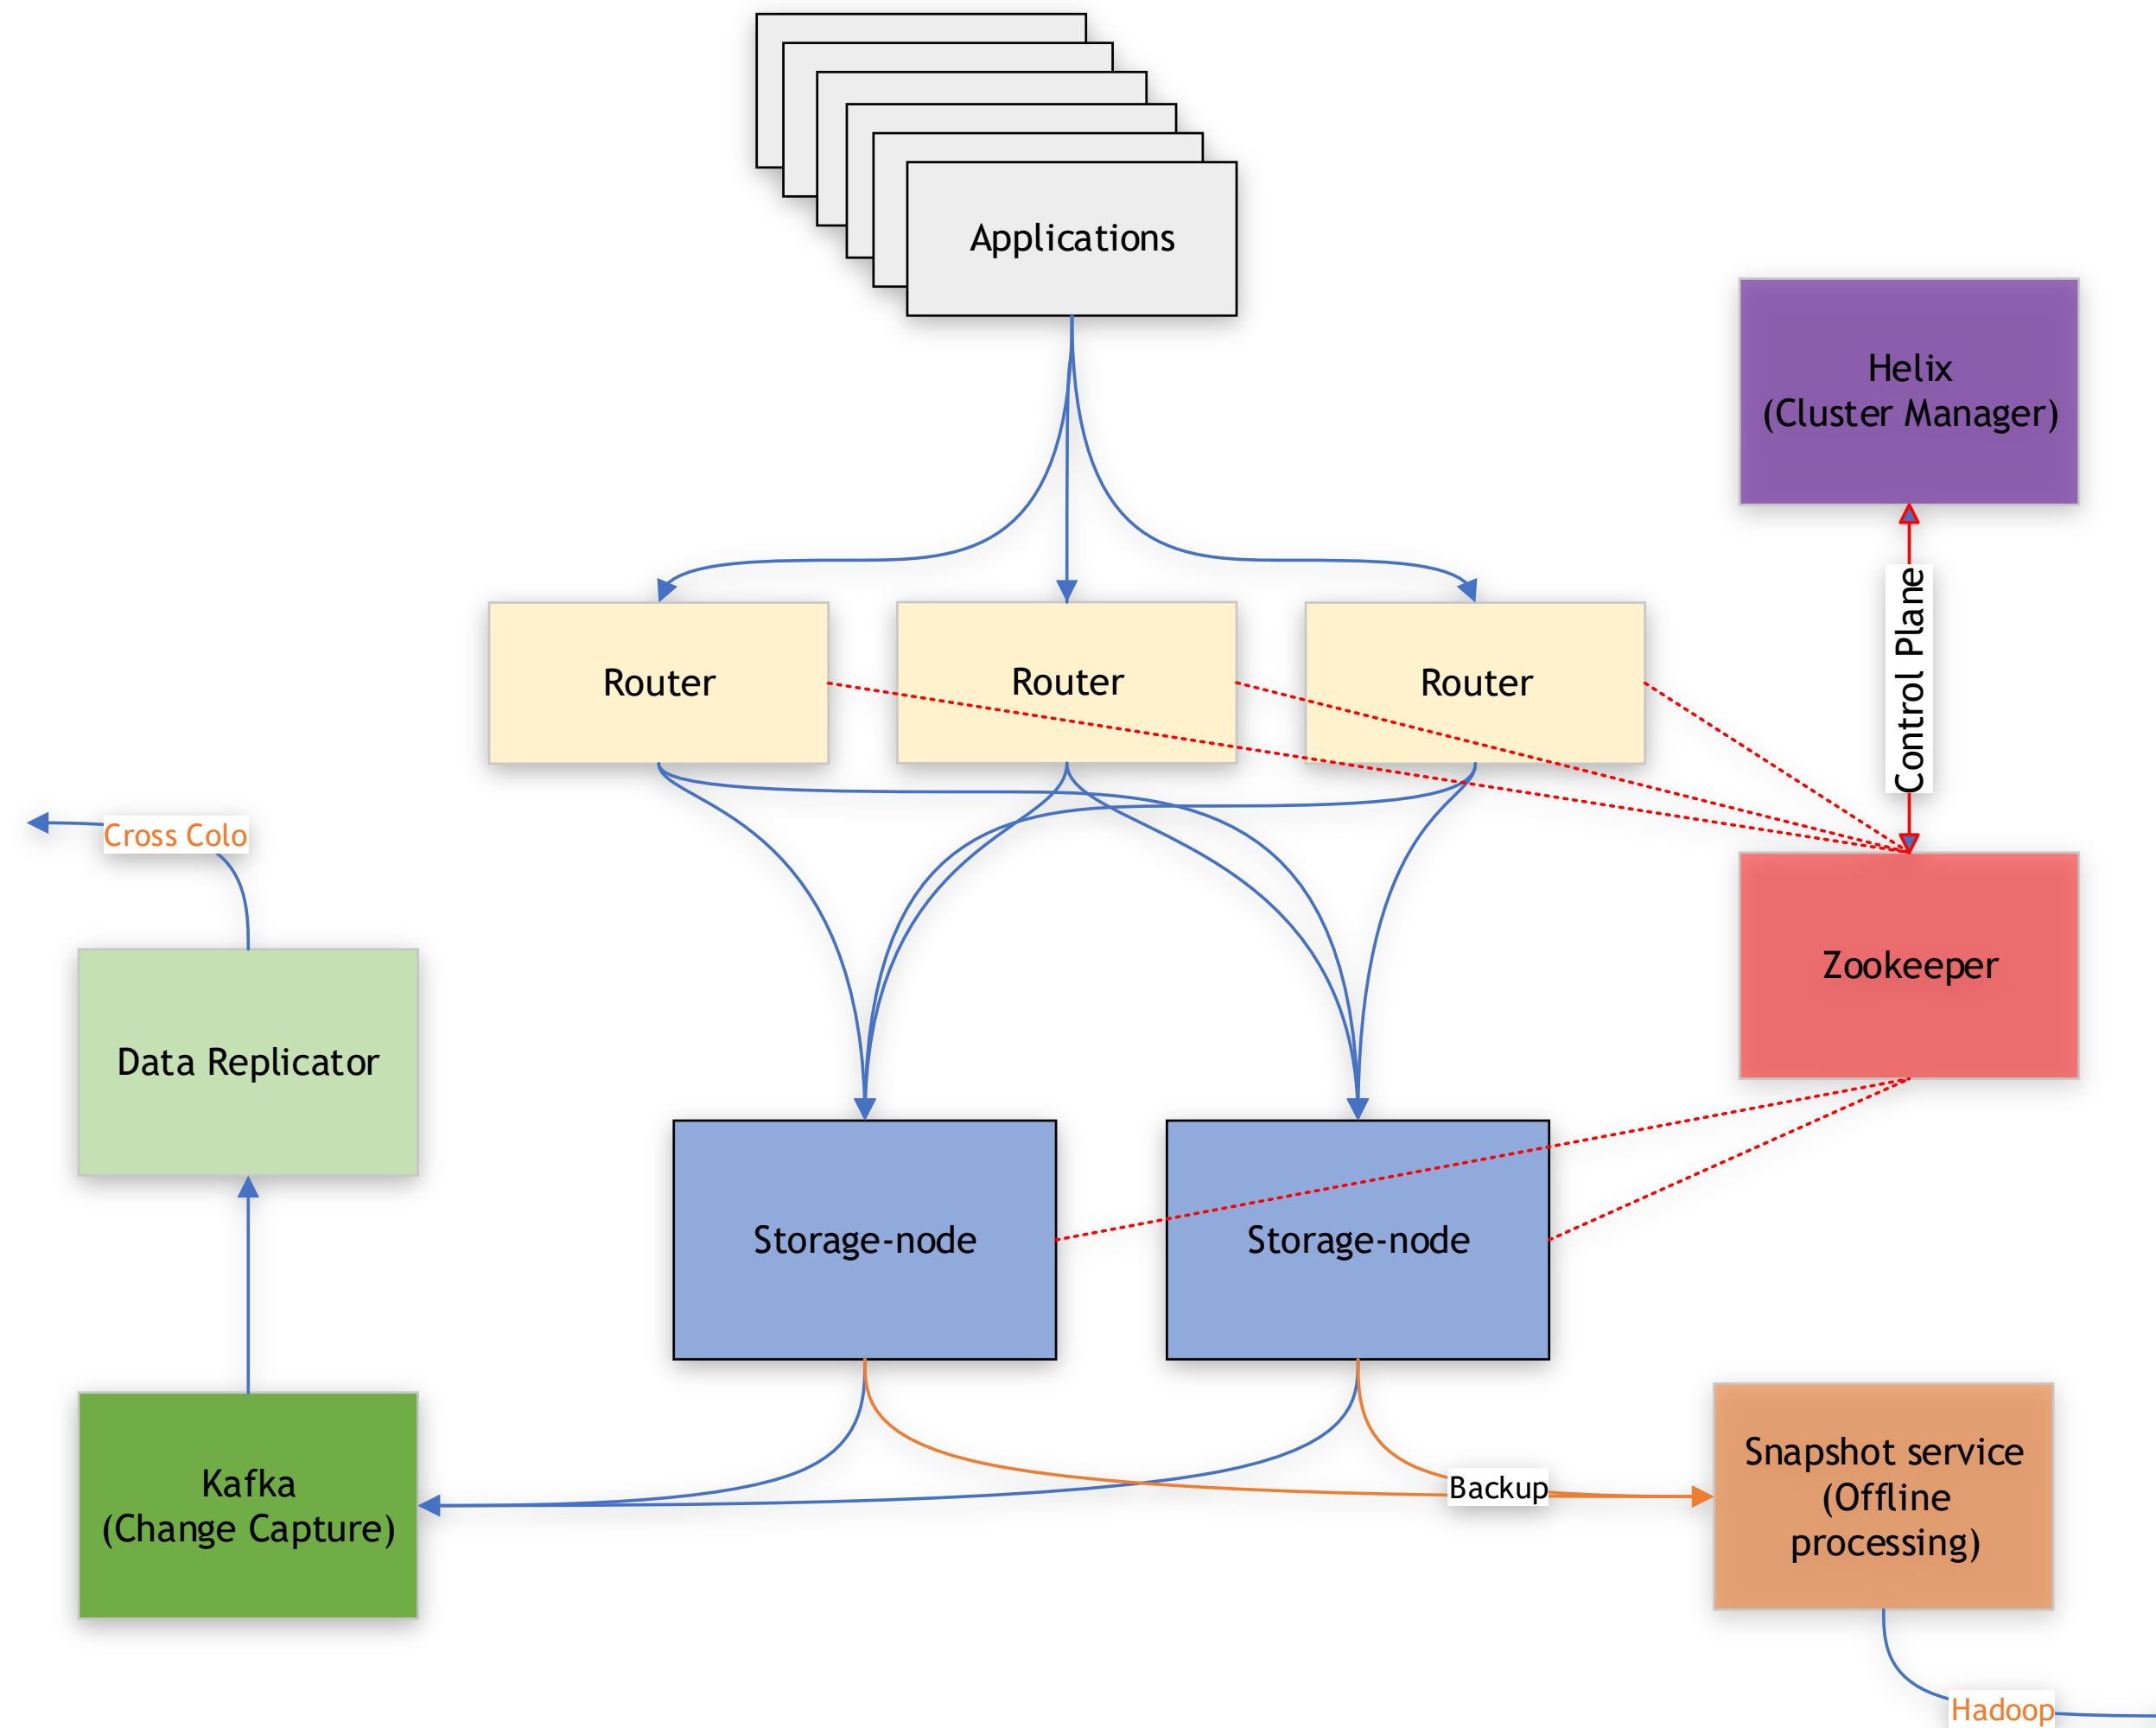 Applications
Helix
(Cluster Manager)
Control Plane
Router
Router
Router
Cross Colo
Zookeeper
Data Replicator
Storage-node
Storage-node
Kafka
(Change Capture)
Backup
Snapshot service
(Offline
processing)
Hadoop